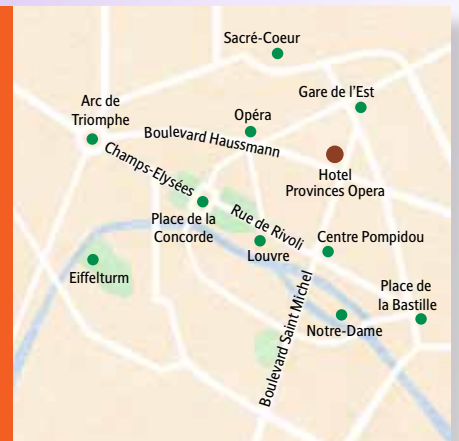 Sacré-Coeur
Gare de l'Est
Arc de
Triomphe
Opéra
Boulevard Haussmann
Hotel
Provinces Opera
Champs-Elysées
Place de la
Concorde
Rue de Rivoli
Louvre
Centre Pompidou
Eiffelturm
Place de
la Bastille
Notre-Dame
Boulevard Saint Michel